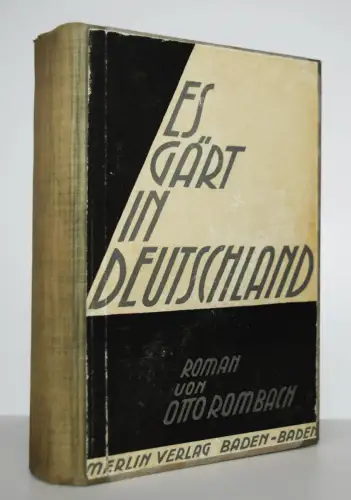 ES
GÄRT
IN
DEUTSCHLAND
ROMAN
VON
OTTO ROMBACH
MERLIN VERLAG BADEN-BADEN